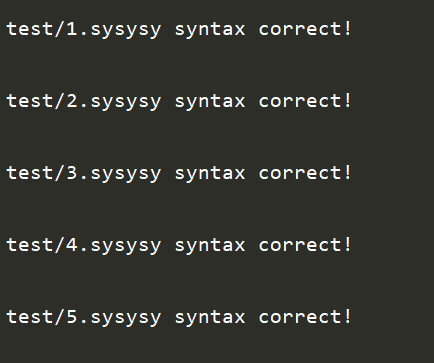 test/1.sysysy syntax correct!
test/2.sysysy syntax correct!
test/3.sysysy syntax correct!
test/4.sysysy syntax correct!
test/5.sysysy syntax correct!